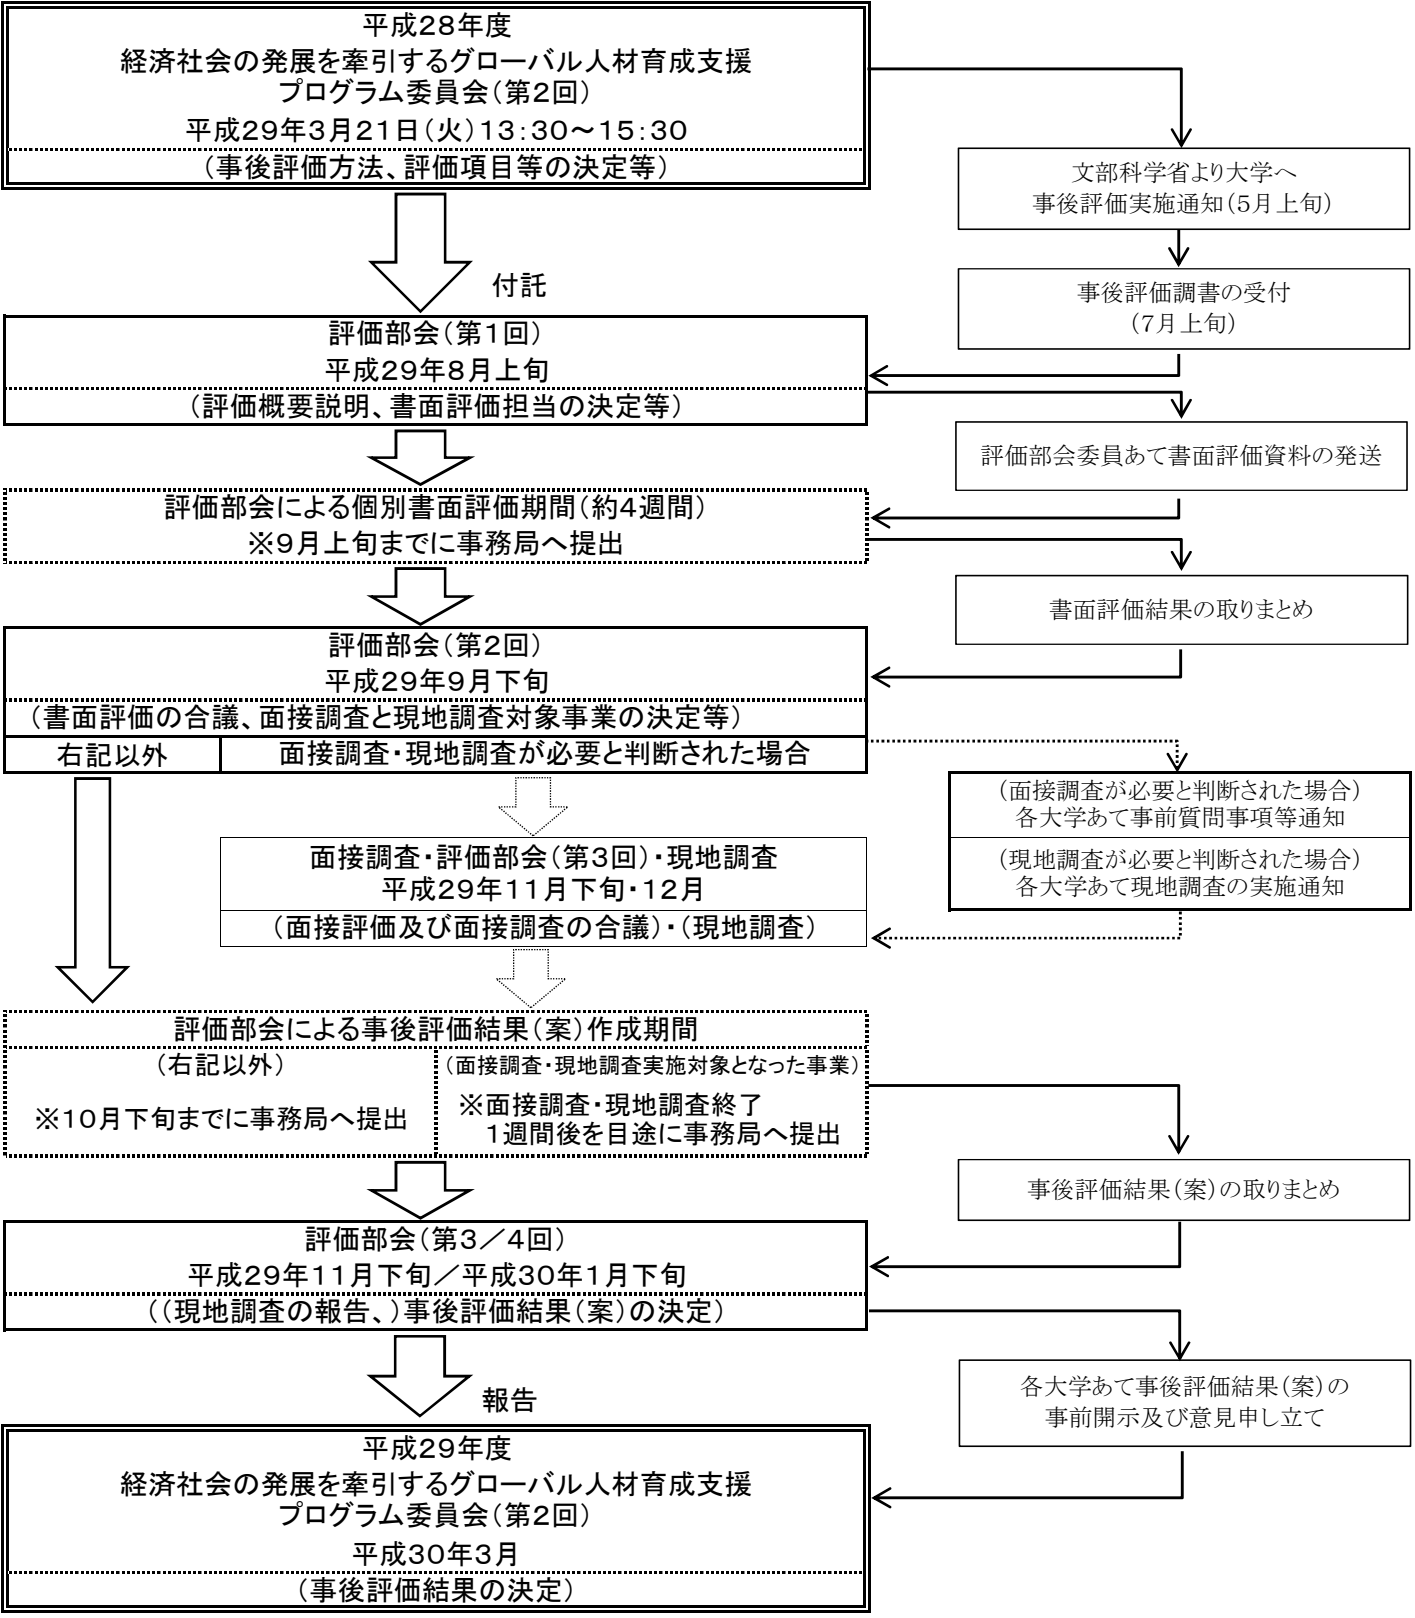 平成28年度
経済社会の発展を牽引するグローバル人材育成支援
プログラム委員会（第2回）
平成29年3月21日（火）13：30～15：30
（事後評価方法、評価項目等の決定等）
文部科学省より大学へ
事後評価実施通知（5月上旬）
付託
事後評価調書の受付
（7月上旬）
評価部会（第1回）
平成29年8月上旬
（評価概要説明、書面評価担当の決定等）
評価部会委員あて書面評価資料の発送
評価部会による個別書面評価期間（約4週間）
※9月上旬までに事務局へ提出
書面評価結果の取りまとめ
評価部会（第2回）
平成29年9月下旬
（書面評価の合議、面接調査と現地調査対象事業の決定等）
右記以外
面接調査・現地調査が必要と判断された場合
（面接調査が必要と判断された場合）
各大学あて事前質問事項等通知
（現地調査が必要と判断された場合）
各大学あて現地調査の実施通知
面接調査・評価部会（第3回）・現地調査
平成29年11月下旬・12月
（面接評価及び面接調査の合議）・（現地調査）
評価部会による事後評価結果（案）作成期間
（右記以外）
※10月下旬までに事務局へ提出
（面接調査・現地調査実施対象となった事業）
※面接調査・現地調査終了
1週間後を目途に事務局へ提出
事後評価結果（案）の取りまとめ
評価部会（第3／4回）
平成29年11月下旬／平成30年1月下旬
（（現地調査の報告、）事後評価結果（案）の決定）
各大学あて事後評価結果（案）の
事前開示及び意見申し立て
報告
平成29年度
経済社会の発展を牽引するグローバル人材育成支援
プログラム委員会（第2回）
平成30年3月
（事後評価結果の決定）